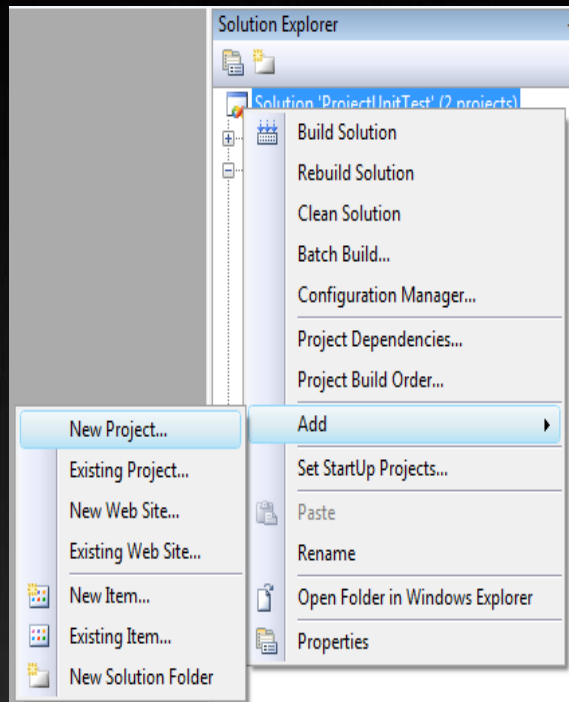 Solution Explorer
Solution 'ProjectUnitTest' (2 projects)
Build Solution
Rebuild Solution
Clean Solution
Batch Build...
Configuration Manager...
Project Dependencies...
Project Build Order...
Add
Set StartUp Projects...
Paste
Rename
Open Folder in Windows Explorer
Properties
New Project...
Existing Project...
New Web Site...
Existing Web Site...
New Item...
Existing Item...
New Solution Folder